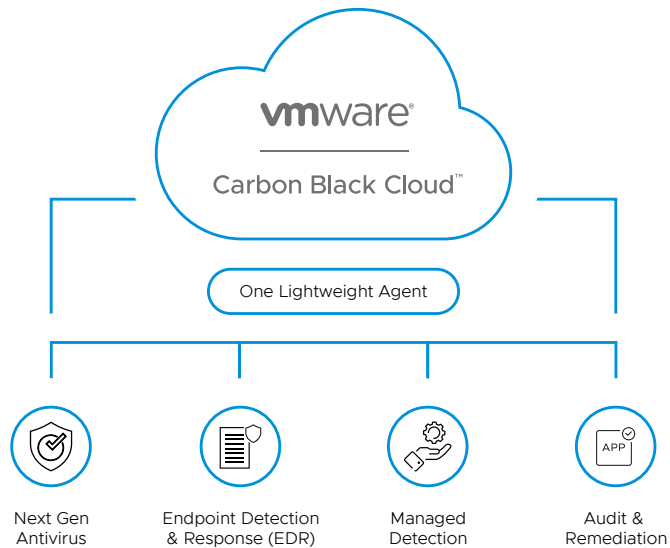 vmware®
Carbon Black Cloud™
One Lightweight Agent
APP
Next Gen
Antivirus
Endpoint Detection
& Response (EDR)
Managed
Detection
Audit &
Remediation